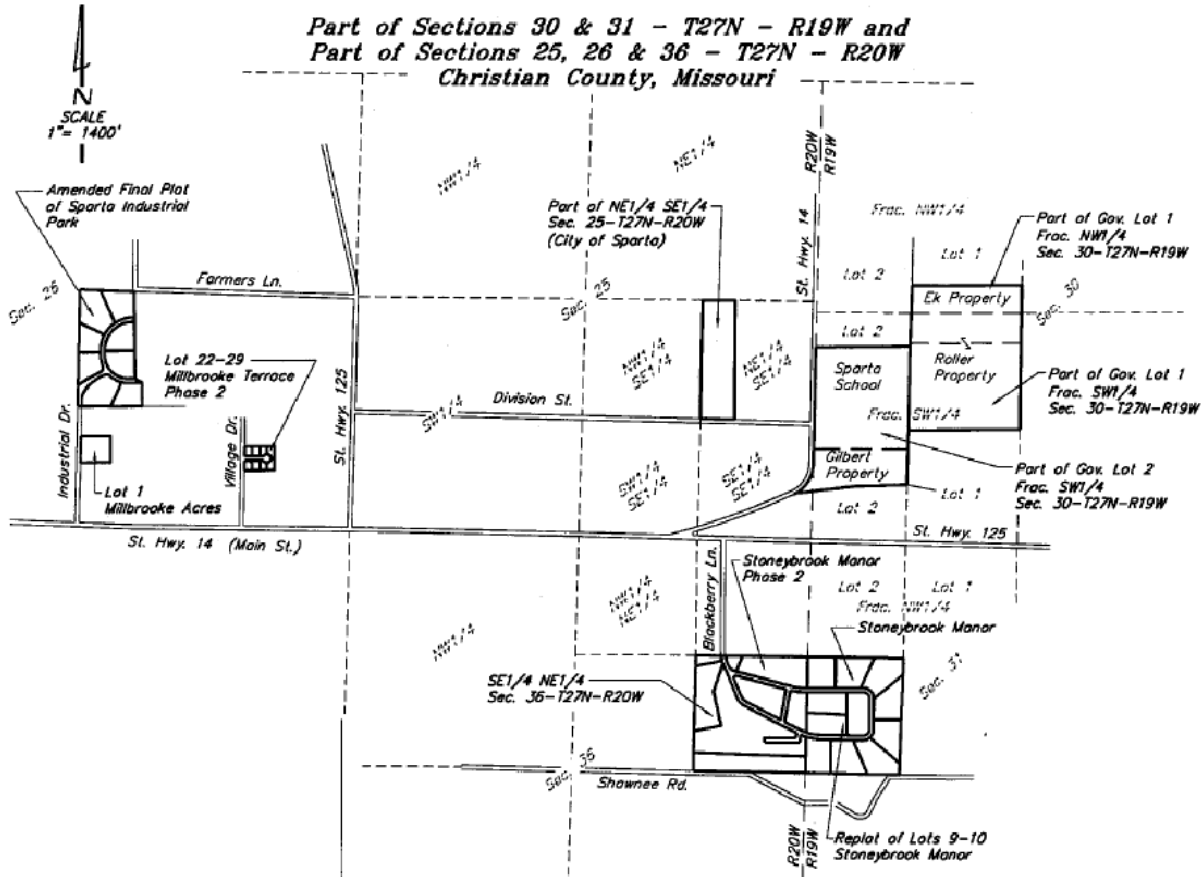 Part of Sections 30 & 31 - T27N - R19W and
Part of Sections 25, 26 & 36 - T27N - R20W
Christian County, Missouri
N
SCALE
1"= 1400'
Amended Final Plat
of Sparta Industrial
Park
Sec. 26
Farmers Ln.
Lot 22-29
Millbrooke Terrace
Phase 2
Industrial Dr.
Village Dr.
St. Hwy. 125
Lot 1
Millbrooke Acres
St. Hwy. 14 (Main St.)
NW1/4
NE1/4
R20W
R19W
Part of NE1/4 SE1/4
Sec. 25-T27N-R20W
(City of Sparta)
St. Hwy. 14
Sec. 25
NW1/4
SE1/4
NE1/4
SE1/4
SW1/4
Division St.
SW1/4
SE1/4
SE1/4
SE1/4
Frac. NW1/4
Lot 2
Lot 1
Part of Gov. Lot 1
Frac. NW1/4
Sec. 30-T27N-R19W
Ek Property
Sec. 30
Lot 2
Sparta
School
Roller
Property
Part of Gov. Lot 1
Frac. SW1/4
Sec. 30-T27N-R19W
Frac. SW1/4
Gilbert
Property
Part of Gov. Lot 2
Frac. SW1/4
Sec. 30-T27N-R19W
Lot 2
Lot 1
St. Hwy. 125
Blackberry Ln.
Stoneybrook Manor
Phase 2
Lot 2
Lot 1
Frac. NW1/4
Stoneybrook Manor
NW1/4
NE1/4
NW1/4
SE1/4 NE1/4
Sec. 36-T27N-R20W
Sec. 31
Sec. 36
Shawnee Rd.
R20W
R19W
Replat of Lots 9-10
Stoneybrook Manor